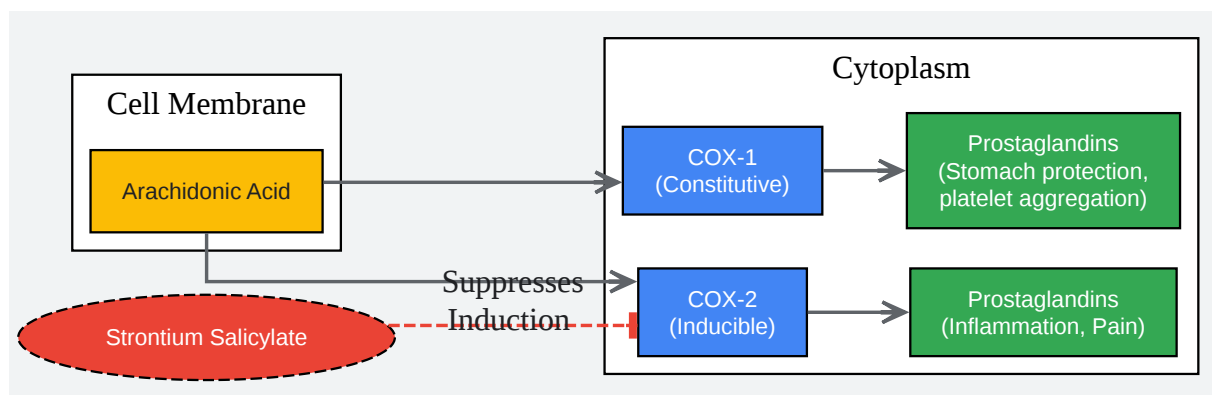 Cell Membrane
Arachidonic Acid
Cytoplasm
COX-1
(Constitutive)
Prostaglandins
(Stomach protection,
platelet aggregation)
Suppresses
Induction
Strontium Salicylate
COX-2
(Inducible)
Prostaglandins
(Inflammation, Pain)